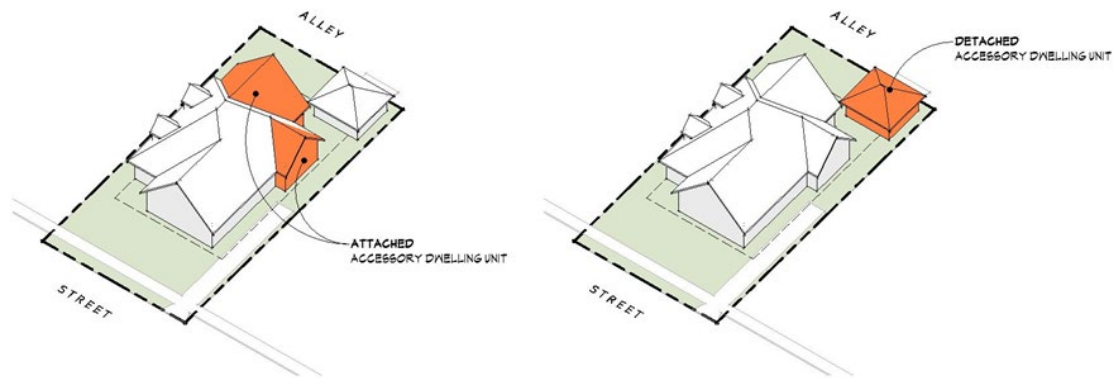 ALLEY
ATTACHED
ACCESSORY DWELLING UNIT
STREET
ALLEY
DETACHED
ACCESSORY DWELLING UNIT
STREET